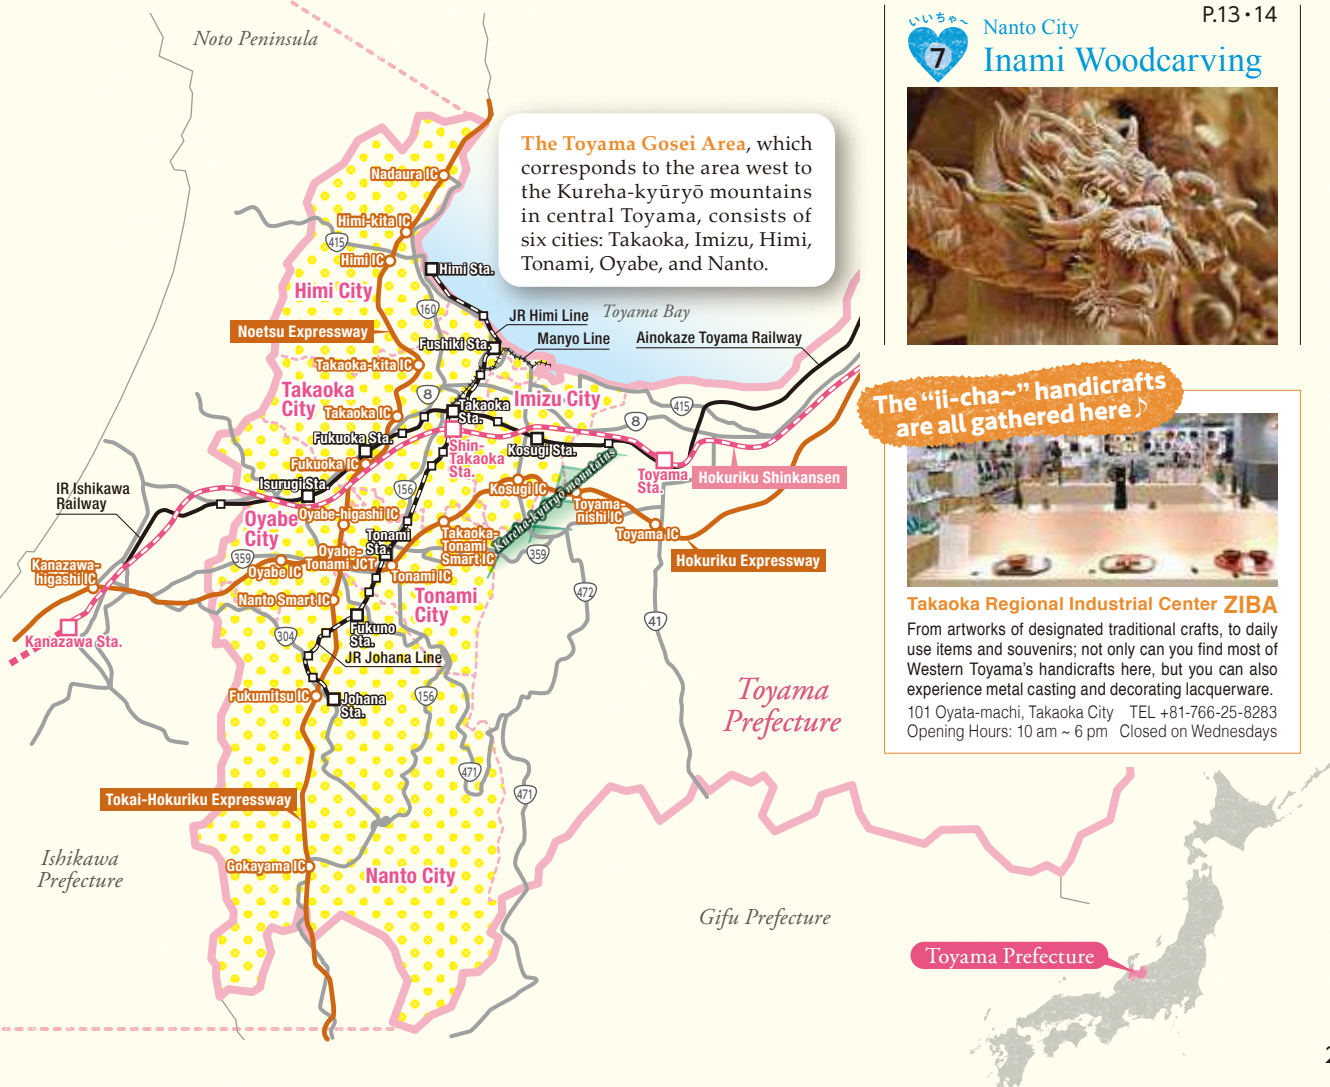 Noto Peninsula
The Toyama Gosei Area, which
corresponds to the area west to
the Kureha-kyūryō mountains
in central Toyama, consists of
six cities: Takaoka, Imizu, Himi,
Tonami, Oyabe, and Nanto.
Nadaura IC
Himi-kita IC
415
Himi IC
Himi Sta.
Himi City
160
JR Himi Line
Toyama Bay
Noetsu Expressway
Fushiki Sta.
Manyo Line
Ainokaze Toyama Railway
Takaoka-kita IC
Takaoka
City
8
Imizu City
Takaoka IC
Takaoka
Sta.
8
415
Fukuoka Sta.
Shin-
Takaoka
Sta.
Kosugi Sta.
Fukuoka IC
Toyama
Sta.
Hokuriku Shinkansen
Isurugi Sta.
IR Ishikawa
Railway
156
Kosugi IC
Kureha-kyūryō mountains
Oyabe-higashi IC
Toyama-
nishi IC
Oyabe
City
Toyama IC
Tonami
Sta.
Takaoka-
Tonami
Smart IC
359
359
Oyabe-
Tonami JCT
Hokuriku Expressway
Kanazawa-
higashi IC
Oyabe IC
Tonami IC
472
Nanto Smart IC
Tonami
City
41
Kanazawa Sta.
304
Fukuno
Sta.
JR Johana Line
Fukumitsu IC
Johana
Sta.
156
Toyama
Prefecture
471
471
Tokai-Hokuriku Expressway
Ishikawa
Prefecture
Gokayama IC
Nanto City
Gifu Prefecture
P.13・14
いいちゃ〜
7
Nanto City
Inami Woodcarving
The “ii-cha~” handicrafts
are all gathered here♪
Takaoka Regional Industrial Center ZIBA
From artworks of designated traditional crafts, to daily
use items and souvenirs; not only can you find most of
Western Toyama's handicrafts here, but you can also
experience metal casting and decorating lacquerware.
101 Oyata-machi, Takaoka City TEL +81-766-25-8283
Opening Hours: 10 am ~ 6 pm Closed on Wednesdays
Toyama Prefecture